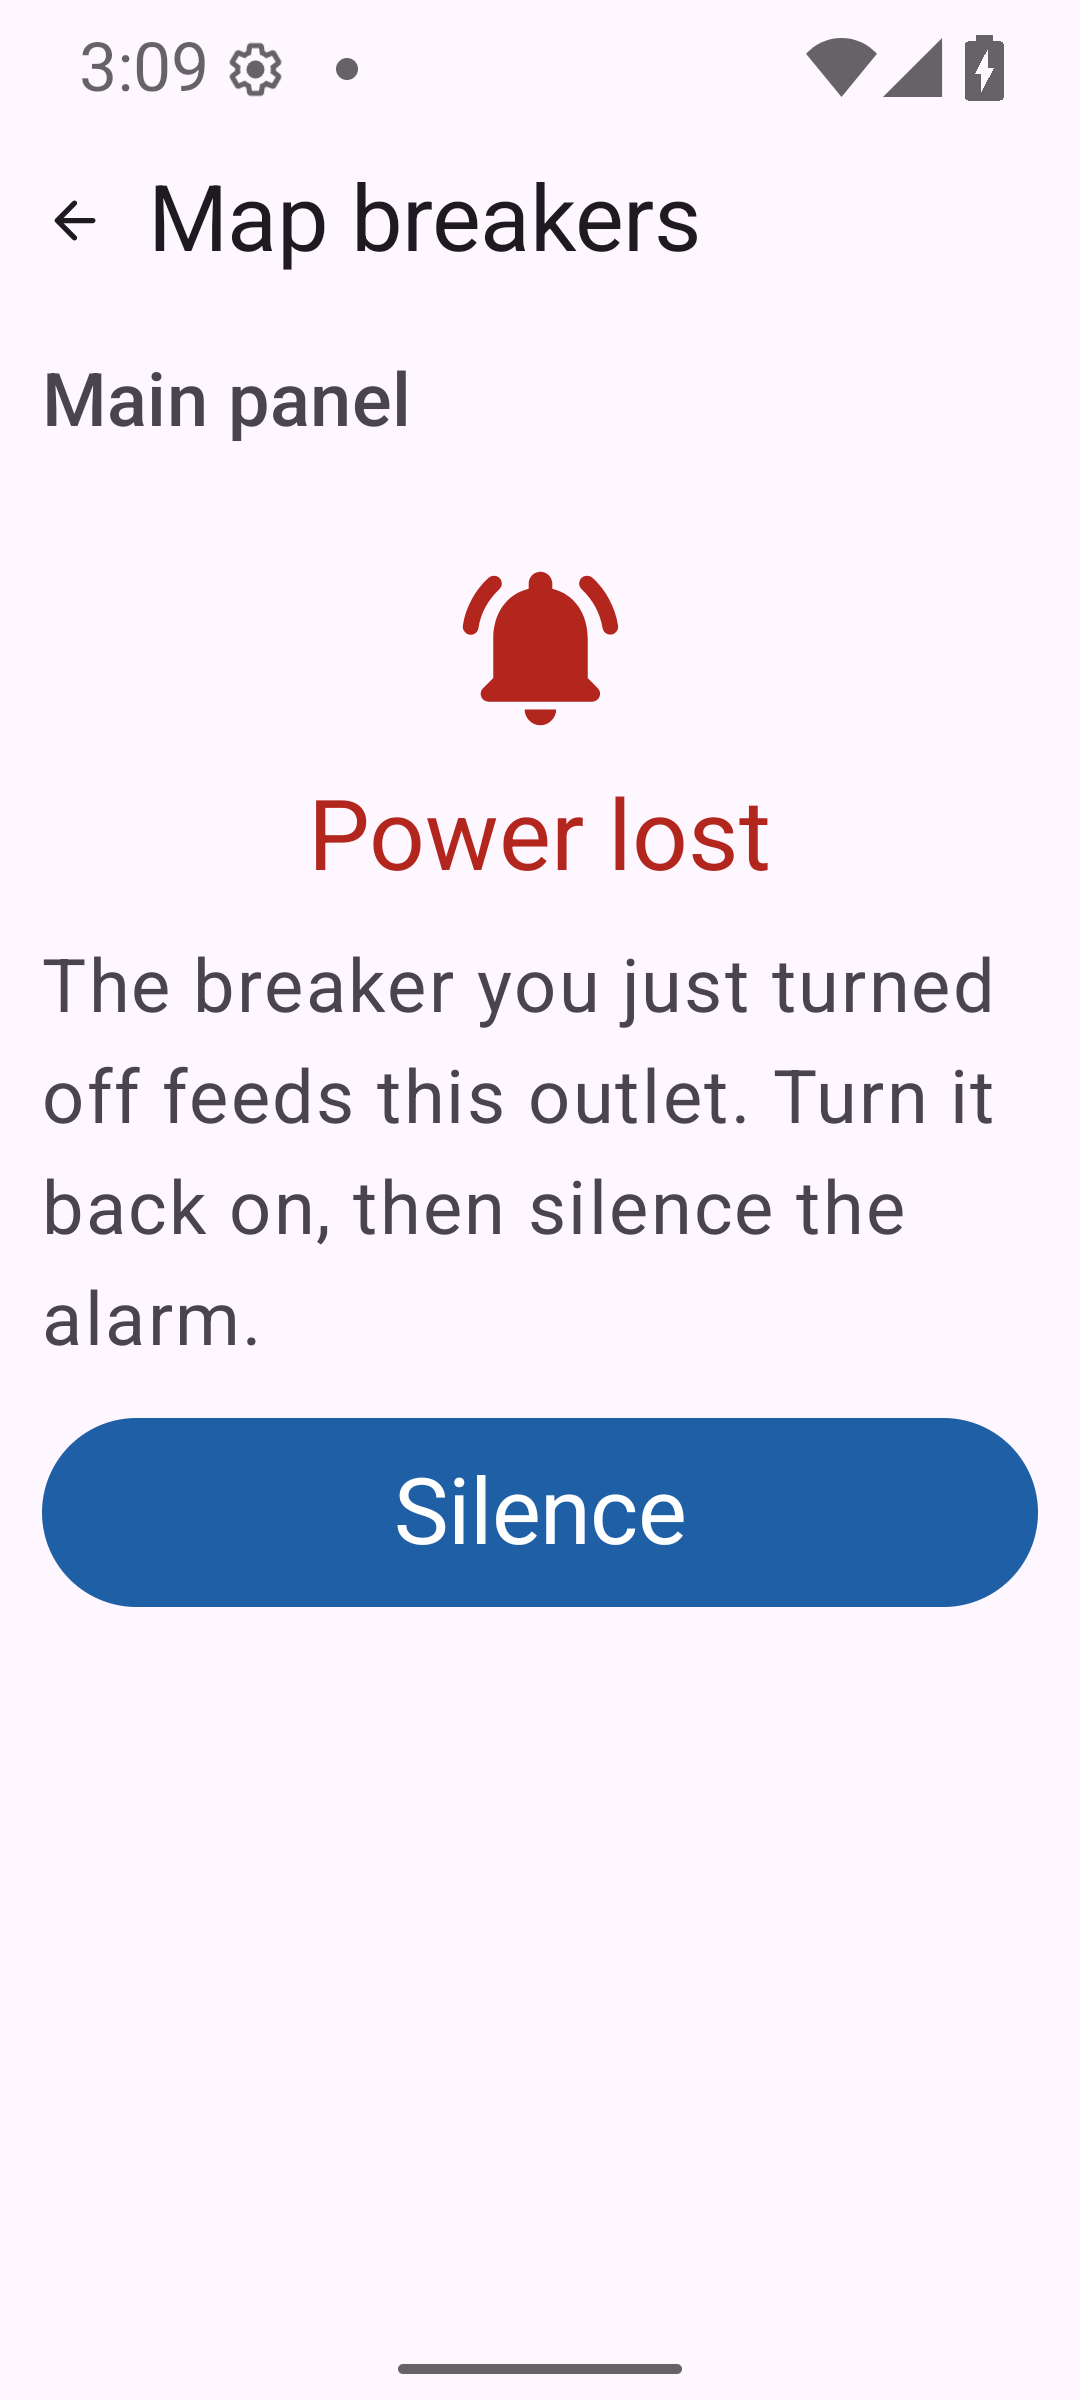 3:09
Map breakers
Main panel
Power lost
The breaker you just turned
off feeds this outlet. Turn it
back on, then silence the
alarm.
Silence